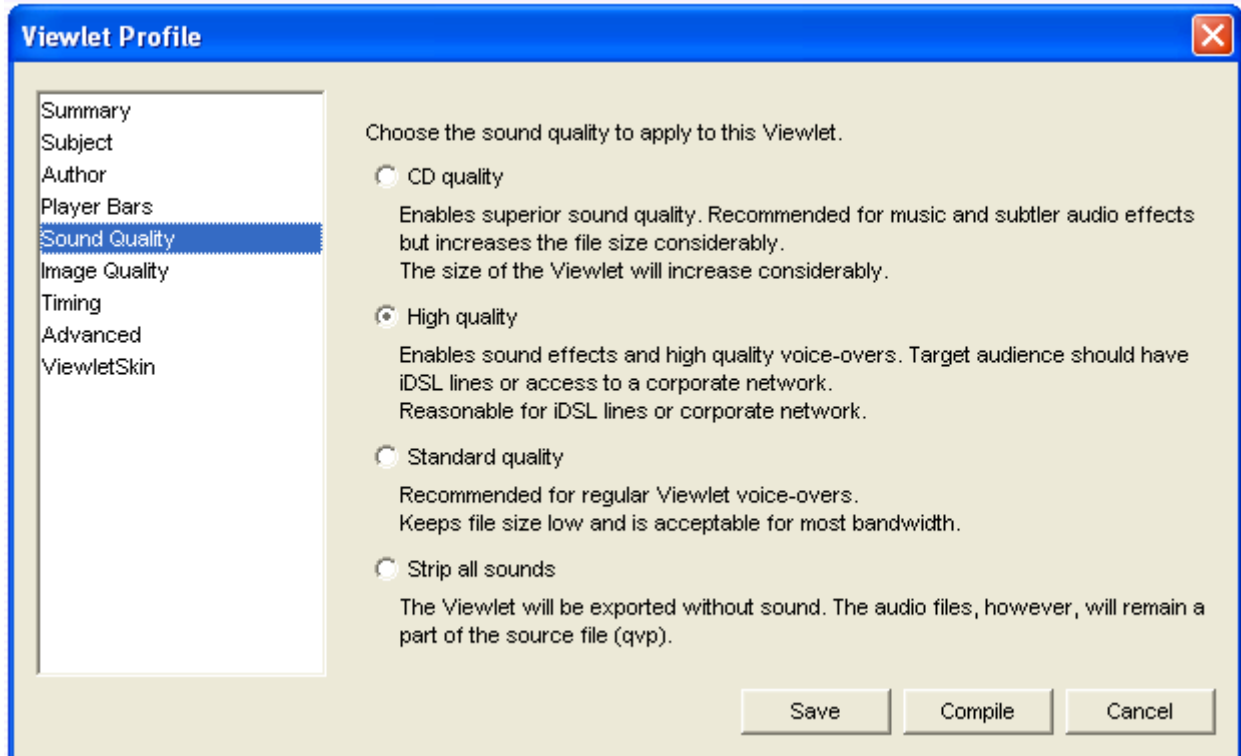 Viewlet Profile
Summary
Subject
Author
Player Bars
Sound Quality
Image Quality
Timing
Advanced
ViewletSkin
Choose the sound quality to apply to this Viewlet.
CD quality
Enables superior sound quality. Recommended for music and subtler audio effects
but increases the file size considerably.
The size of the Viewlet will increase considerably.
High quality
Enables sound effects and high quality voice-overs. Target audience should have
iDSL lines or access to a corporate network.
Reasonable for iDSL lines or corporate network.
Standard quality
Recommended for regular Viewlet voice-overs.
Keeps file size low and is acceptable for most bandwidth.
Strip all sounds
The Viewlet will be exported without sound. The audio files, however, will remain a
part of the source file (qvp).
Save
Compile
Cancel